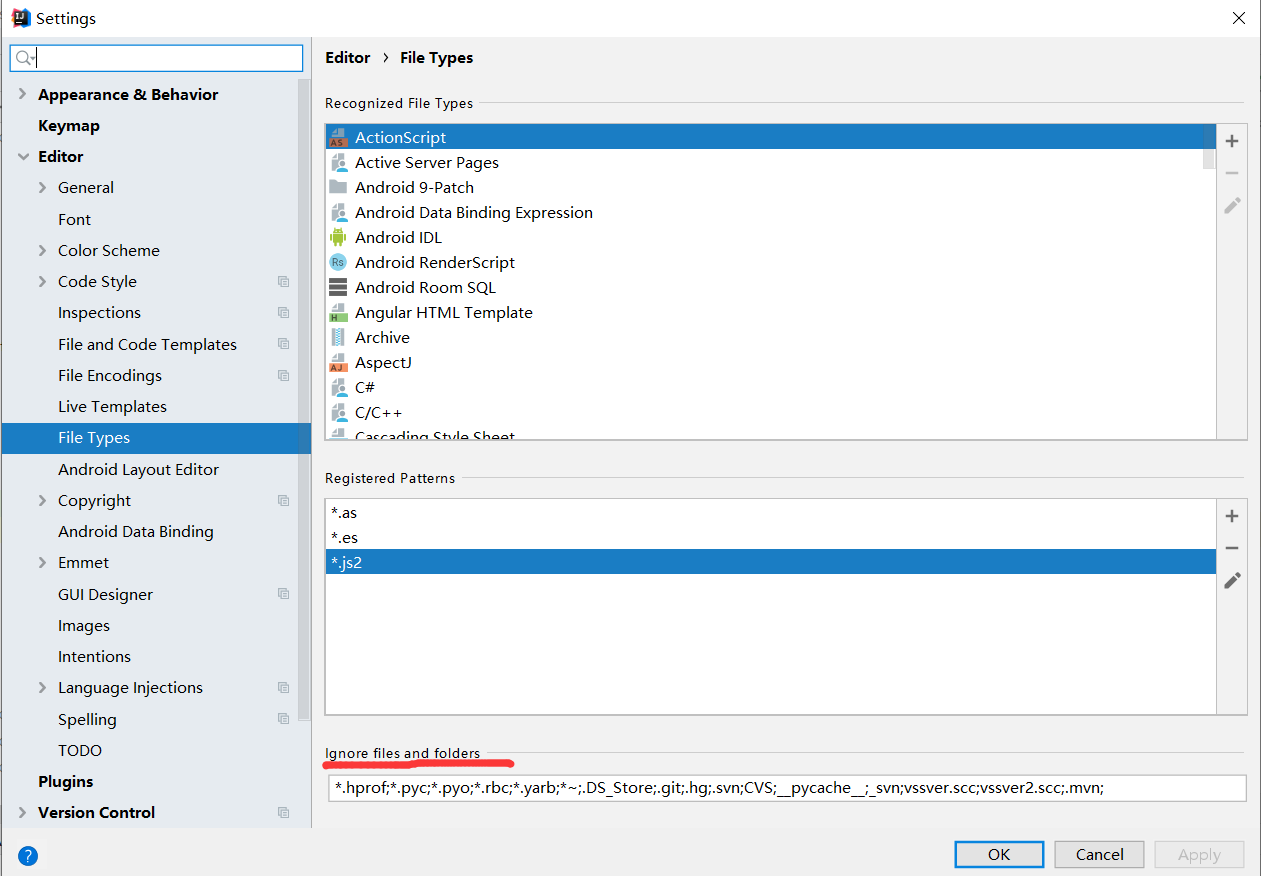 Settings
Appearance & Behavior
Keymap
Editor
General
Font
Color Scheme
Code Style
Inspections
File and Code Templates
File Encodings
Live Templates
File Types
Android Layout Editor
Copyright
Android Data Binding
Emmet
GUI Designer
Images
Intentions
Language Injections
Spelling
TODO
Plugins
Version Control
Editor › File Types
Recognized File Types
ActionScript
Active Server Pages
Android 9-Patch
Android Data Binding Expression
Android IDL
Android RenderScript
Android Room SQL
Angular HTML Template
Archive
AspectJ
C#
C/C++
Cascading Style Sheet
Registered Patterns
*.as
*.es
*.js2
Ignore files and folders
*.hprof;*.pyc;*.pyo;*.rbc;*.yarb;*~;.DS_Store;.git;.hg;.svn;CVS;__pycache__;_svn;vssver.scc;vssver2.scc;.mvn;
?
OK
Cancel
Apply